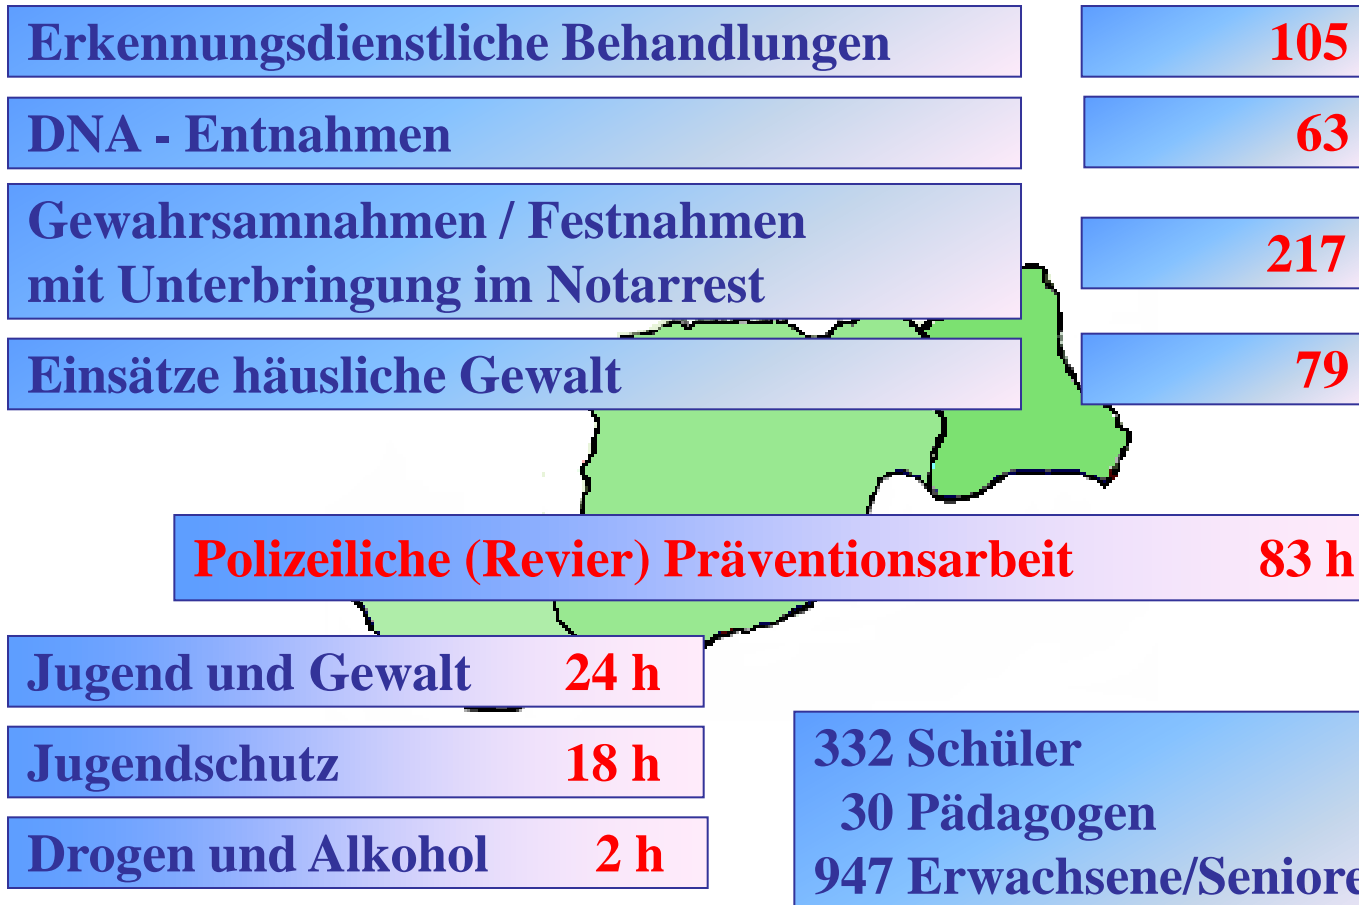 Erkennungsdienstliche Behandlungen 105
DNA - Entnahmen 63
Gewahrsamnahmen / Festnahmen
mit Unterbringung im Notarrest 217
Einsätze häusliche Gewalt 79
Polizeiliche (Revier) Präventionsarbeit 83 h
Jugend und Gewalt 24 h
Jugendschutz 18 h
Drogen und Alkohol 2 h
332 Schüler
30 Pädagogen
947 Erwachsene/Seniore